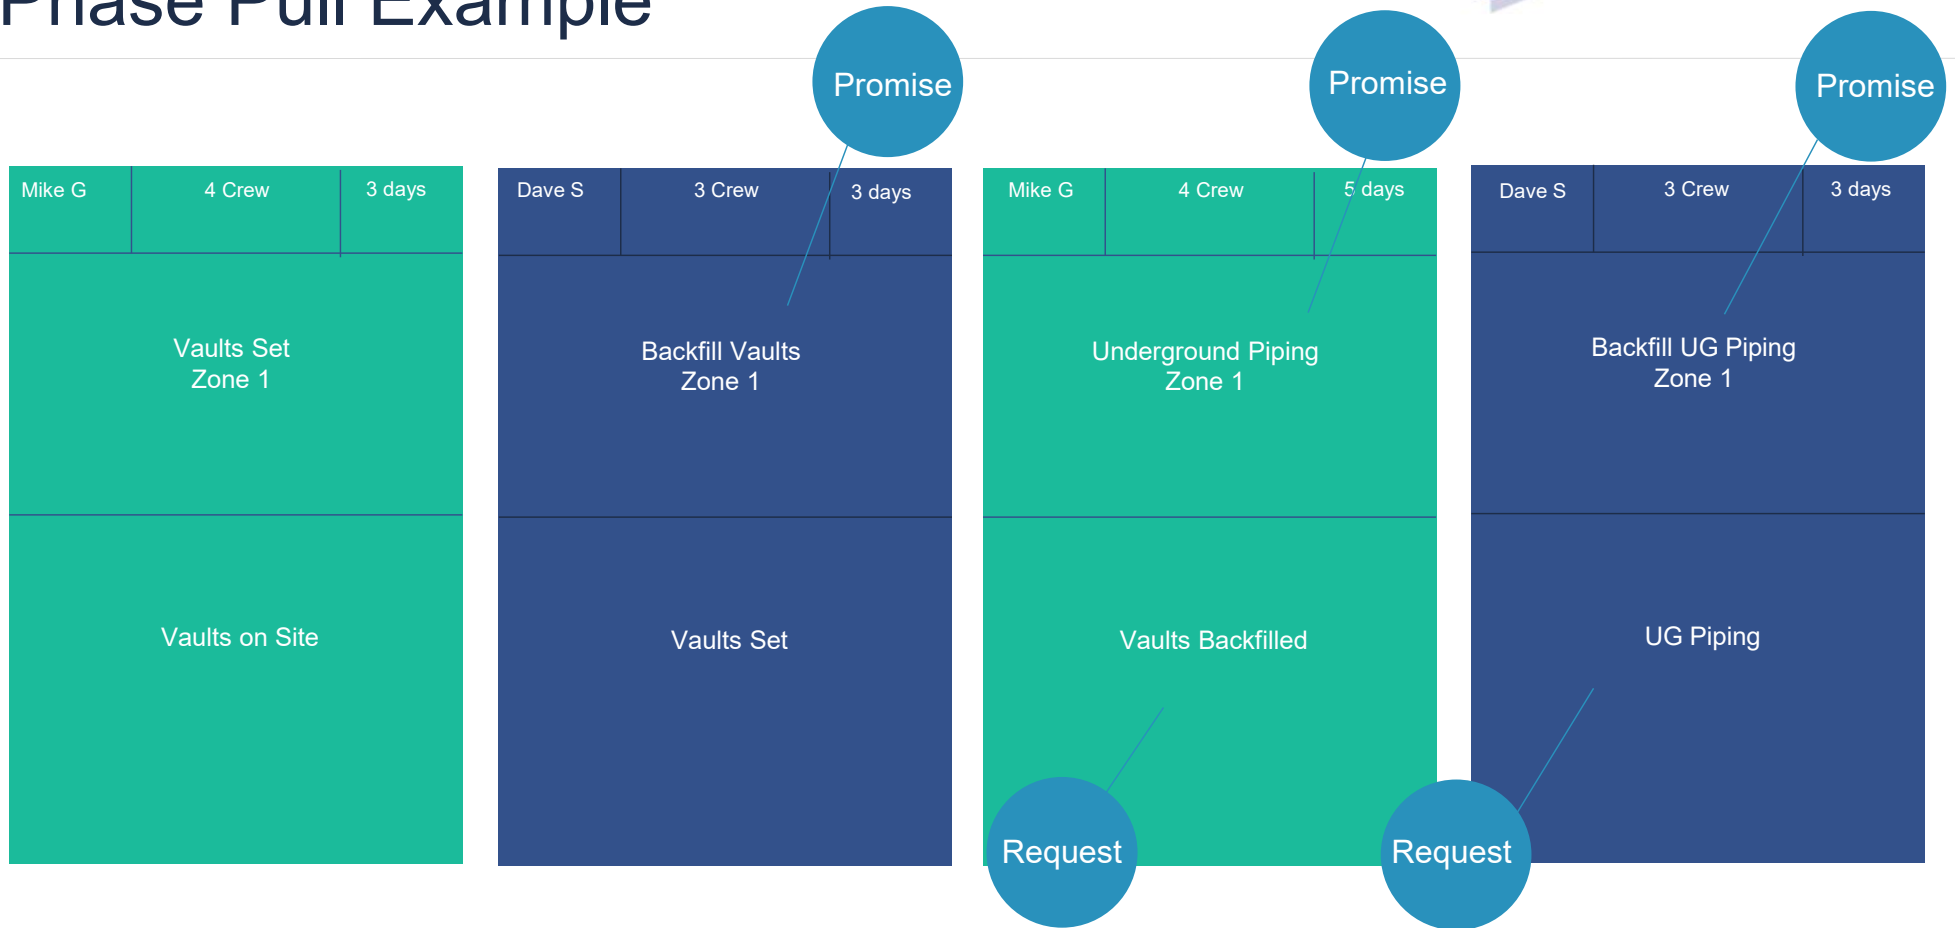 Phase Pull Example
Promise
Promise
Promise
Mike G
4 Crew
3 days
Vaults Set
Zone 1
Vaults on Site
Dave S
3 Crew
3 days
Backfill Vaults
Zone 1
Vaults Set
Mike G
4 Crew
5 days
Underground Piping
Zone 1
Vaults Backfilled
Dave S
3 Crew
3 days
Backfill UG Piping
Zone 1
UG Piping
Request
Request